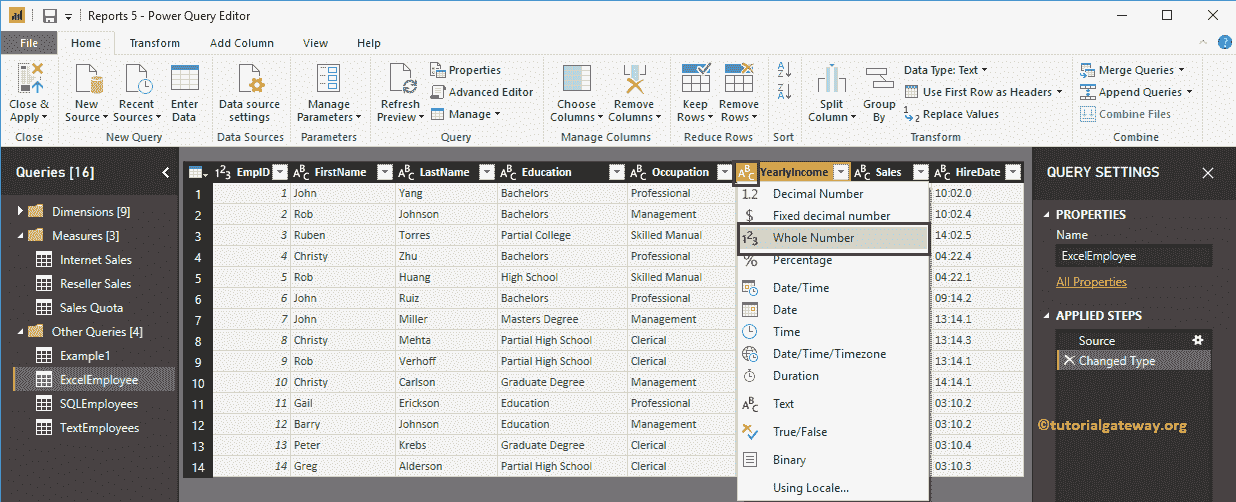 Reports 5 - Power Query Editor
File Home Transform Add Column View Help
Close & Apply New Source Recent Sources Enter Data Data source settings Manage Parameters Refresh Preview Properties Advanced Editor Manage Choose Columns Remove Columns Keep Rows Remove Rows Split Column Group By Data Type: Text Use First Row as Headers Replace Values Merge Queries Append Queries Combine Files
Close New Query Data Sources Parameters Query Manage Columns Reduce Rows Sort Transform Combine
Queries [16]
Dimensions [9]
Measures [3]
Internet Sales
Reseller Sales
Sales Quota
Other Queries [4]
Example1
ExcelEmployee
SQLEmployees
TextEmployees
1²3 EmpID ABC FirstName ABC LastName ABC Education ABC Occupation ABC YearlyIncome ABC Sales ABC HireDate
1 1 John Yang Bachelors Professional 10:02.0
2 2 Rob Johnson Bachelors Management 10:02.4
3 3 Ruben Torres Partial College Skilled Manual 14:02.5
4 4 Christy Zhu Bachelors Professional 04:22.4
5 5 Rob Huang High School Skilled Manual 04:22.1
6 6 John Ruiz Bachelors Professional 09:14.2
7 7 John Miller Masters Degree Management 13:14.1
8 8 Christy Mehta Partial High School Clerical 13:14.3
9 9 Rob Verhoff Partial High School Clerical 13:14.1
10 10 Christy Carlson Graduate Degree Management 14:14.1
11 11 Gail Erickson Education Professional 03:10.2
12 12 Barry Johnson Education Management 03:10.2
13 13 Peter Krebs Graduate Degree Clerical 03:10.4
14 14 Greg Alderson Partial High School Clerical 03:10.3
1.2 Decimal Number
$ Fixed decimal number
1²3 Whole Number
% Percentage
Date/Time
Date
Time
Date/Time/Timezone
Duration
ABC Text
True/False
Binary
Using Locale...
QUERY SETTINGS
PROPERTIES
Name
ExcelEmployee
All Properties
APPLIED STEPS
Source
Changed Type
©tutorialgateway.org